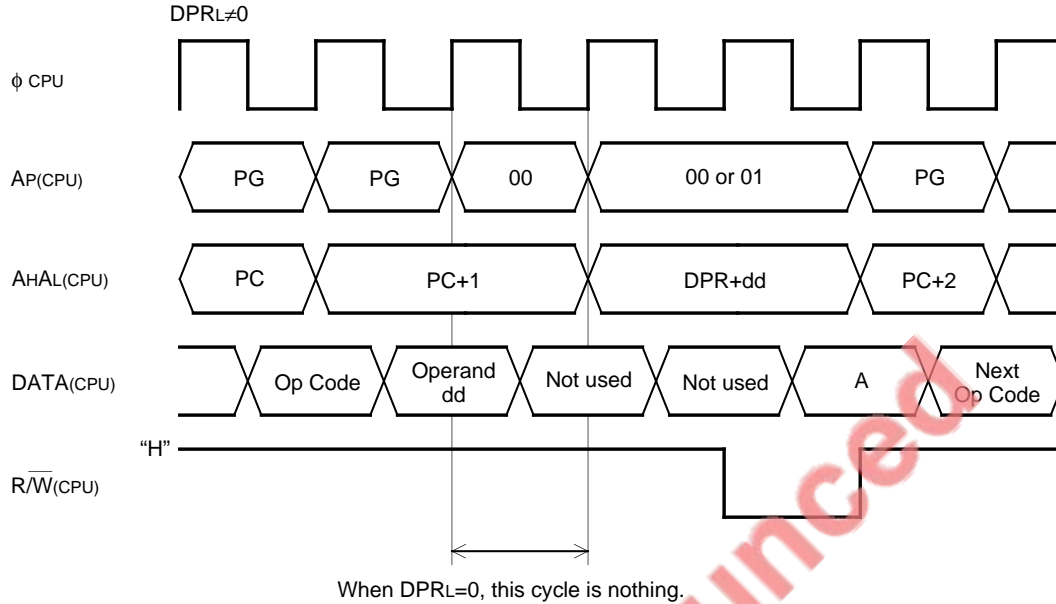 DPRL≠0
φ CPU
AP(CPU)
PG
PG
00
00 or 01
PG
AHAL(CPU)
PC
PC+1
DPR+dd
PC+2
DATA(CPU)
Op Code
Operand
dd
Not used
Not used
A
Next
Op Code
“H”
R/W̅(CPU)
When DPRL=0, this cycle is nothing.
unced